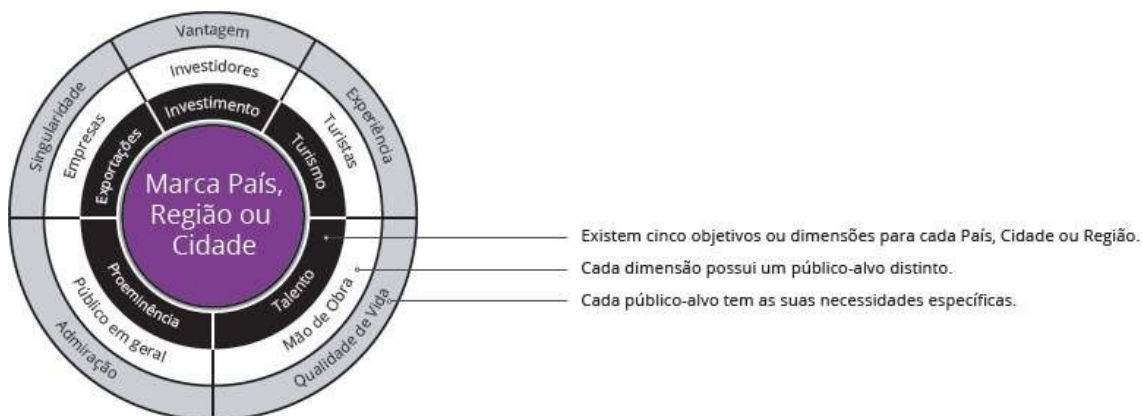 Vantagem
Investidores
Investimento
Singularidade
Empresas
Exportações
Experiência
Turistas
Turismo
Marca País,
Região ou
Cidade
Proeminência
Público em geral
Admiração
Talento
Mão de Obra
Qualidade de Vida
Existem cinco objetivos ou dimensões para cada País, Cidade ou Região.
Cada dimensão possui um público-alvo distinto.
Cada público-alvo tem as suas necessidades específicas.